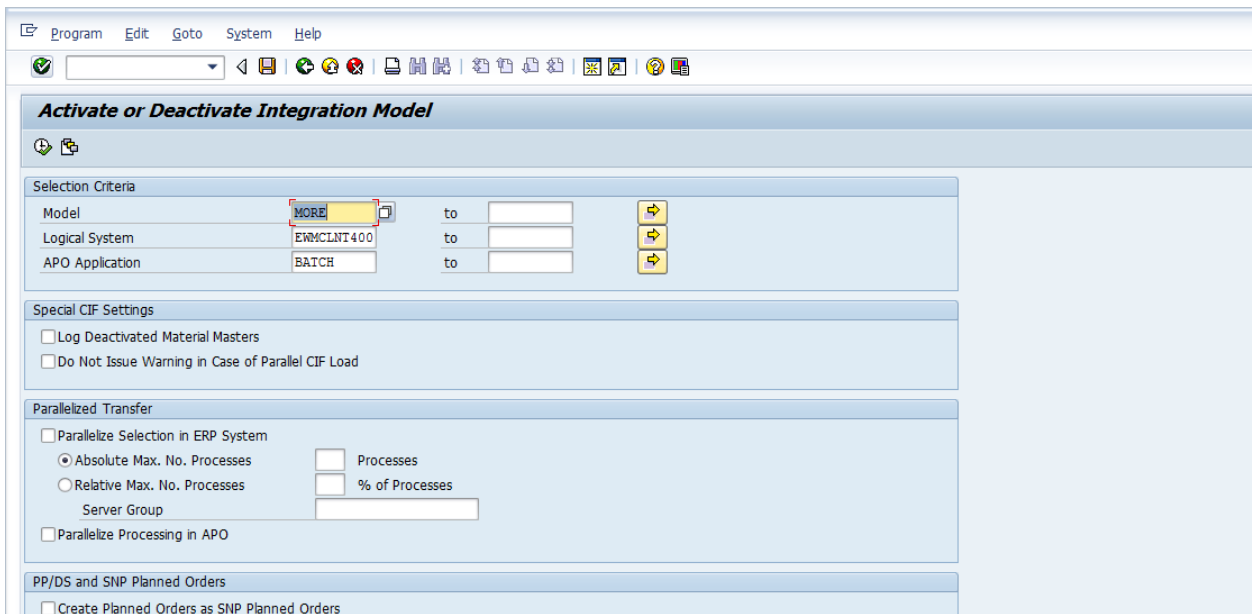 Program Edit Goto System Help
Activate or Deactivate Integration Model
Selection Criteria
Model MORE to
Logical System EWMCLNT400 to
APO Application BATCH to
Special CIF Settings
Log Deactivated Material Masters
Do Not Issue Warning in Case of Parallel CIF Load
Parallelized Transfer
Parallelize Selection in ERP System
Absolute Max. No. Processes Processes
Relative Max. No. Processes % of Processes
Server Group
Parallelize Processing in APO
PP/DS and SNP Planned Orders
Create Planned Orders as SNP Planned Orders